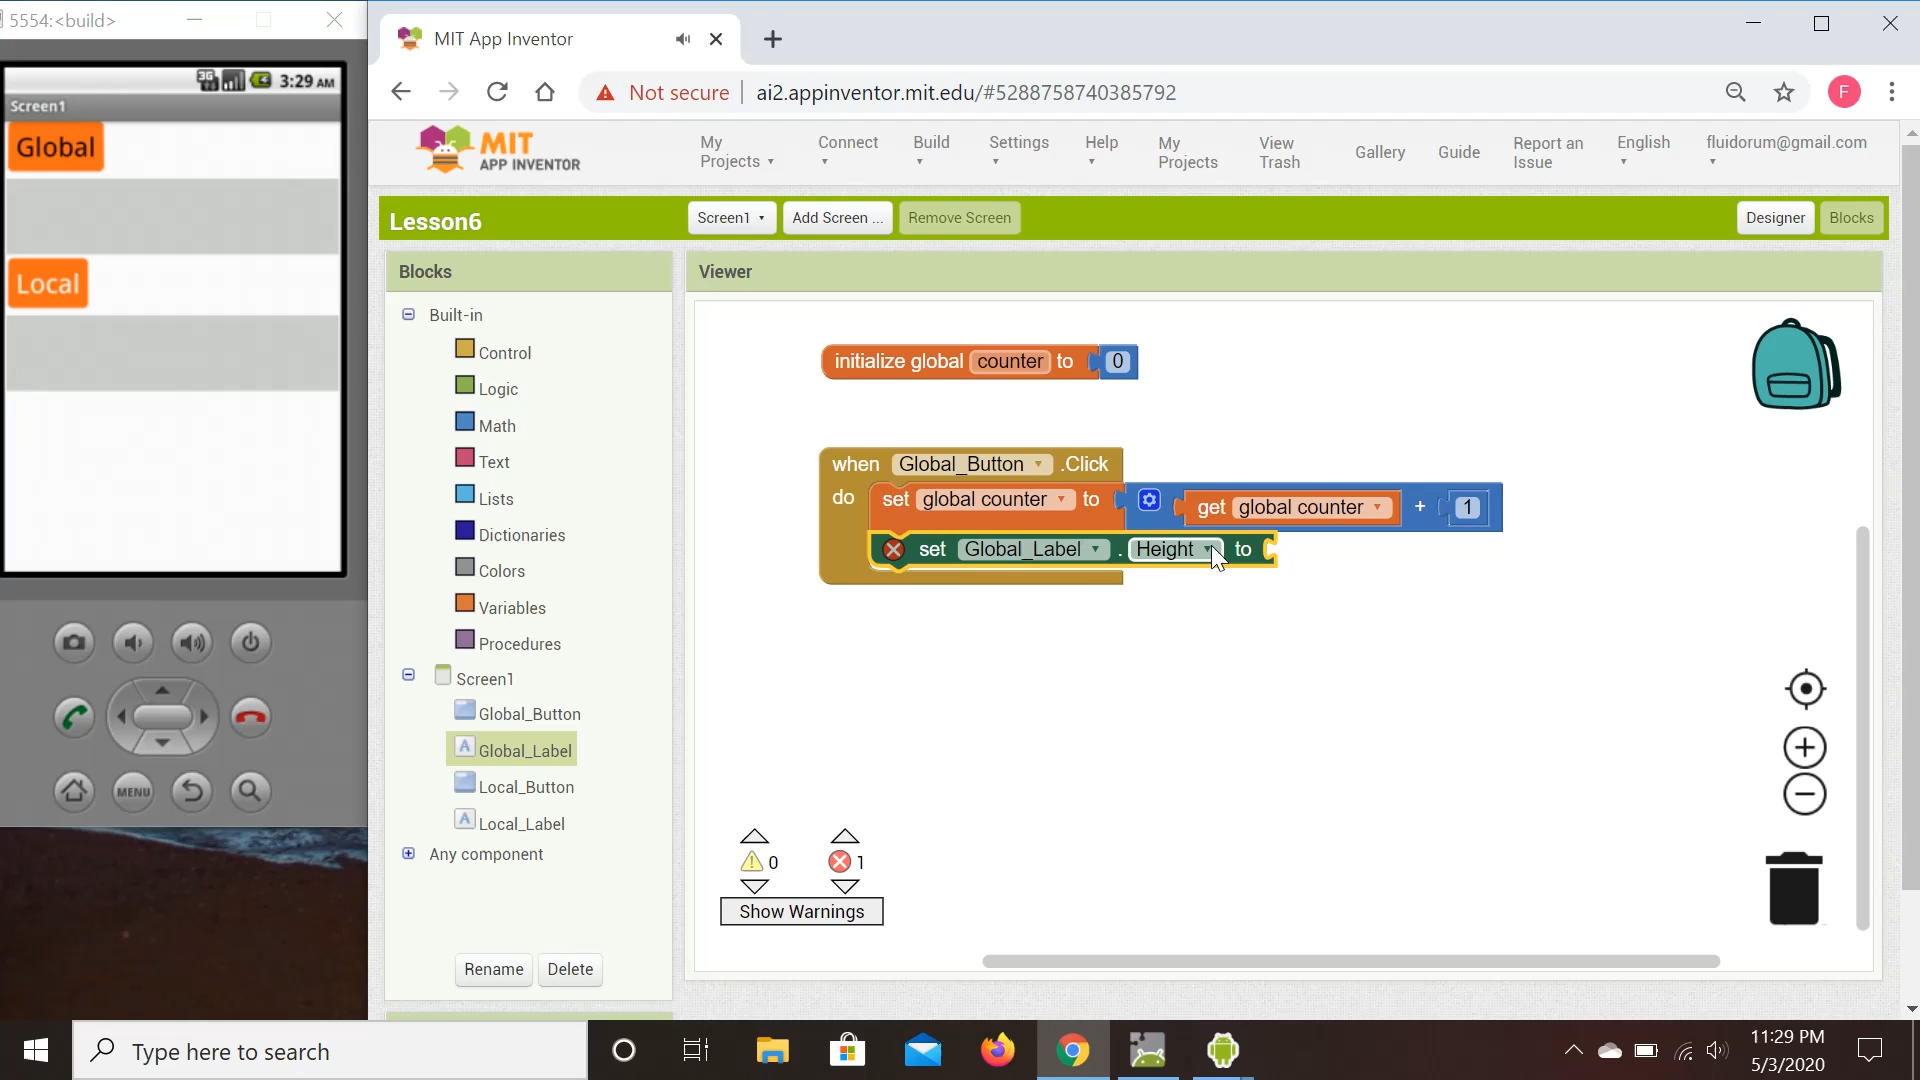 5554:<build>
3G 3:29 AM
Screen1
Global
Local
MENU
MIT App Inventor
Not secure
ai2.appinventor.mit.edu/#5288758740385792
F
MIT
APP INVENTOR
My Projects
Connect
Build
Settings
Help
My Projects
View Trash
Gallery
Guide
Report an Issue
English
fluidorum@gmail.com
Lesson6
Screen1
Add Screen ...
Remove Screen
Designer
Blocks
Blocks
Built-in
Control
Logic
Math
Text
Lists
Dictionaries
Colors
Variables
Procedures
Screen1
Global_Button
A Global_Label
Local_Button
A Local_Label
Any component
Rename
Delete
Viewer
initialize global counter to 0
when Global_Button .Click
do set global counter to get global counter + 1
set Global_Label . Height to
0
1
Show Warnings
Type here to search
11:29 PM
5/3/2020